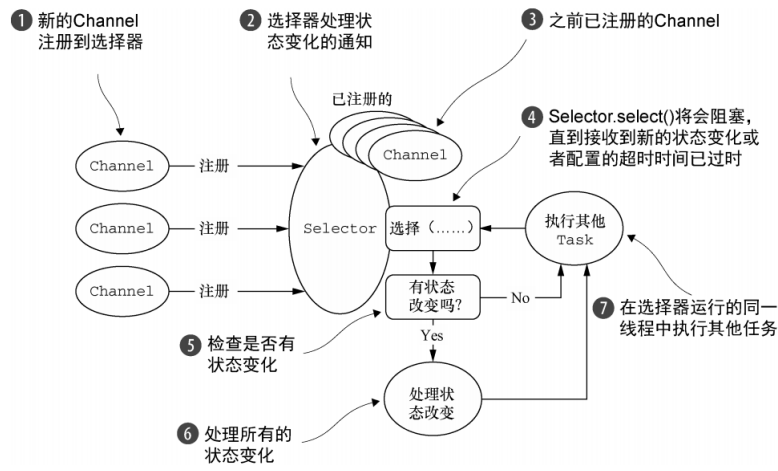 1 新的Channel
注册到选择器
2 选择器处理状
态变化的通知
3 之前已注册的Channel
已注册的
4 Selector.select()将会阻塞，
直到接收到新的状态变化或
者配置的超时时间已过时
Channel
Channel
注册
Channel
注册
Selector
选择（……）
执行其他
Task
Channel
注册
有状态
改变吗？
No
7 在选择器运行的同一
线程中执行其他任务
5 检查是否有
状态变化
Yes
处理状
态改变
6 处理所有的
状态变化